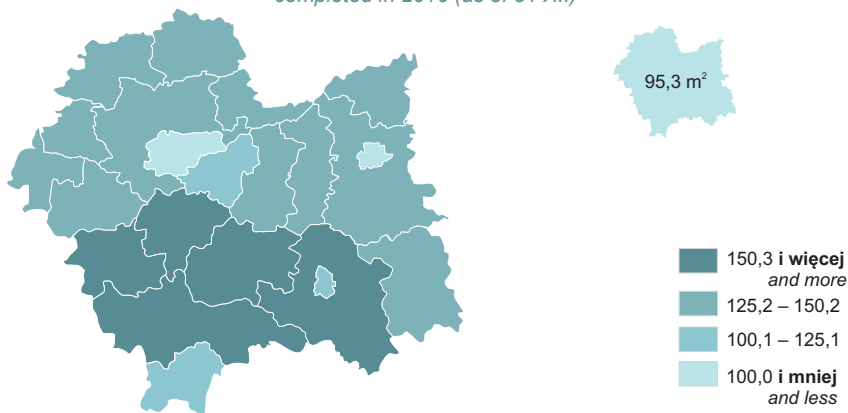 95,3 m²
150,3 i więcej
and more
125,2 – 150,2
100,1 – 125,1
100,0 i mniej
and less